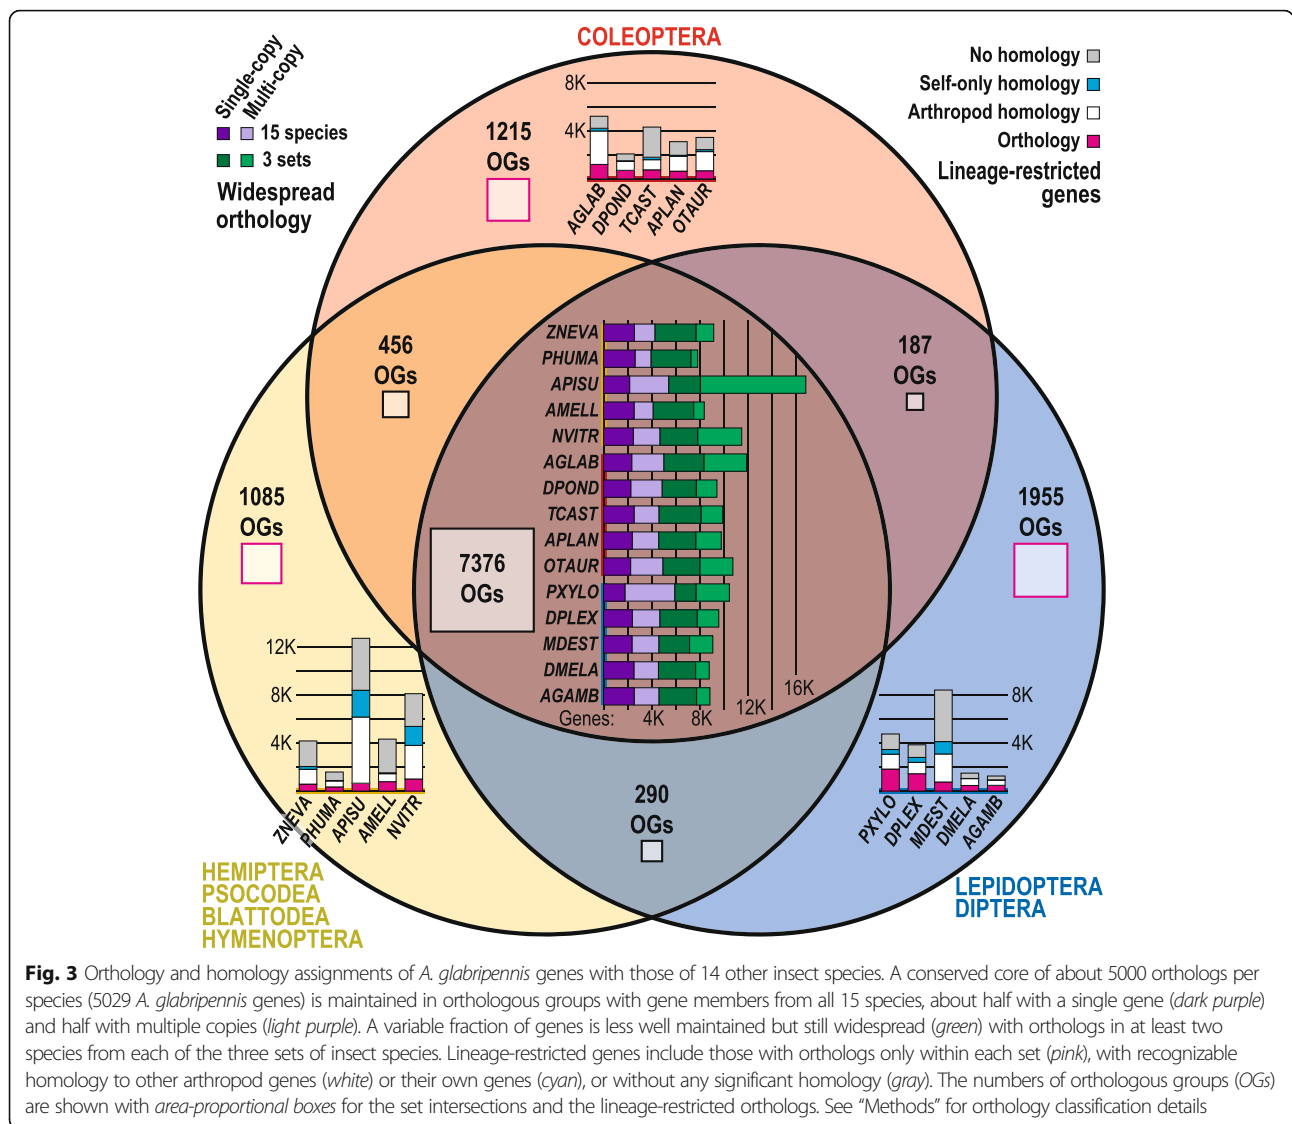 COLEOPTERA
Single-copy
Multi-copy
15 species
3 sets
Widespread
orthology
No homology
Self-only homology
Arthropod homology
Orthology
Lineage-restricted
genes
1215
OGs
8K
4K
AGLAB
DPOND
TCAST
APLAN
OTAUR
456
OGs
187
OGs
1085
OGs
1955
OGs
7376
OGs
ZNEVA
PHUMA
APISU
AMELL
NVITR
AGLAB
DPOND
TCAST
APLAN
OTAUR
PXYLO
DPLEX
MDEST
DMELA
AGAMB
Genes: 4K 8K 12K 16K
12K
8K
4K
ZNEVA
PHUMA
APISU
AMELL
NVITR
8K
4K
PXYLO
DPLEX
MDEST
DMELA
AGAMB
290
OGs
HEMIPTERA
PSOCODEA
BLATTODEA
HYMENOPTERA
LEPIDOPTERA
DIPTERA
Fig. 3 Orthology and homology assignments of A. glabripennis genes with those of 14 other insect species. A conserved core of about 5000 orthologs per
species (5029 A. glabripennis genes) is maintained in orthologous groups with gene members from all 15 species, about half with a single gene (dark purple)
and half with multiple copies (light purple). A variable fraction of genes is less well maintained but still widespread (green) with orthologs in at least two
species from each of the three sets of insect species. Lineage-restricted genes include those with orthologs only within each set (pink), with recognizable
homology to other arthropod genes (white) or their own genes (cyan), or without any significant homology (gray). The numbers of orthologous groups (OGs)
are shown with area-proportional boxes for the set intersections and the lineage-restricted orthologs. See “Methods” for orthology classification details